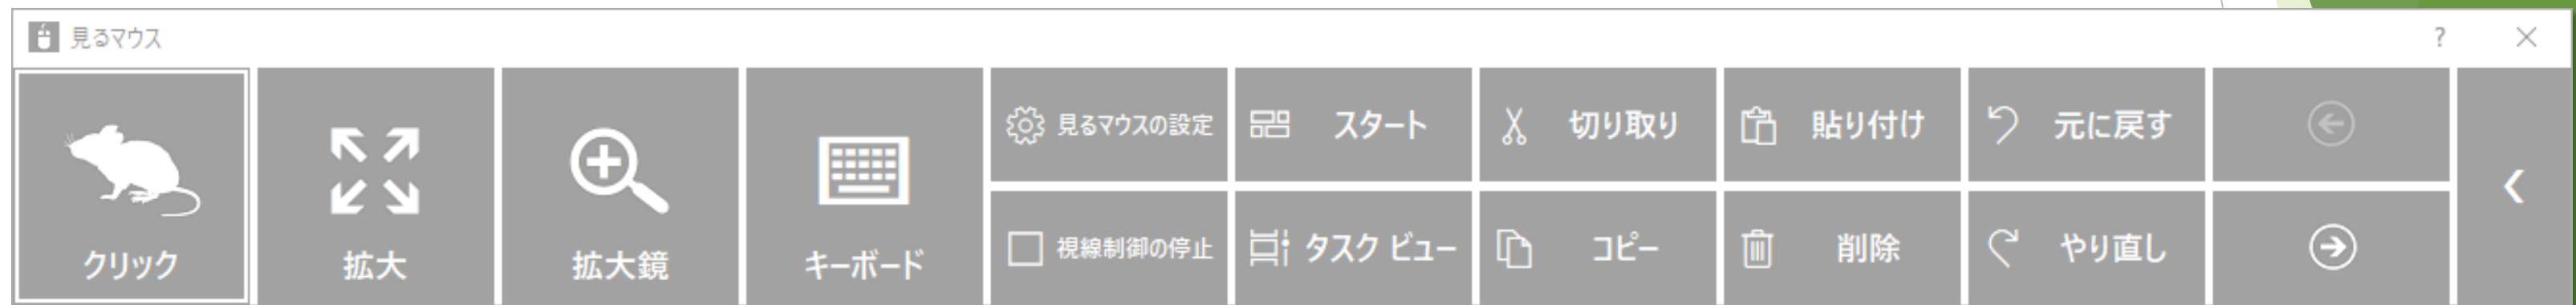 見るマウス
?
クリック
拡大
拡大鏡
キーボード
見るマウスの設定
スタート
切り取り
貼り付け
元に戻す
視線制御の停止
タスク ビュー
コピー
削除
やり直し